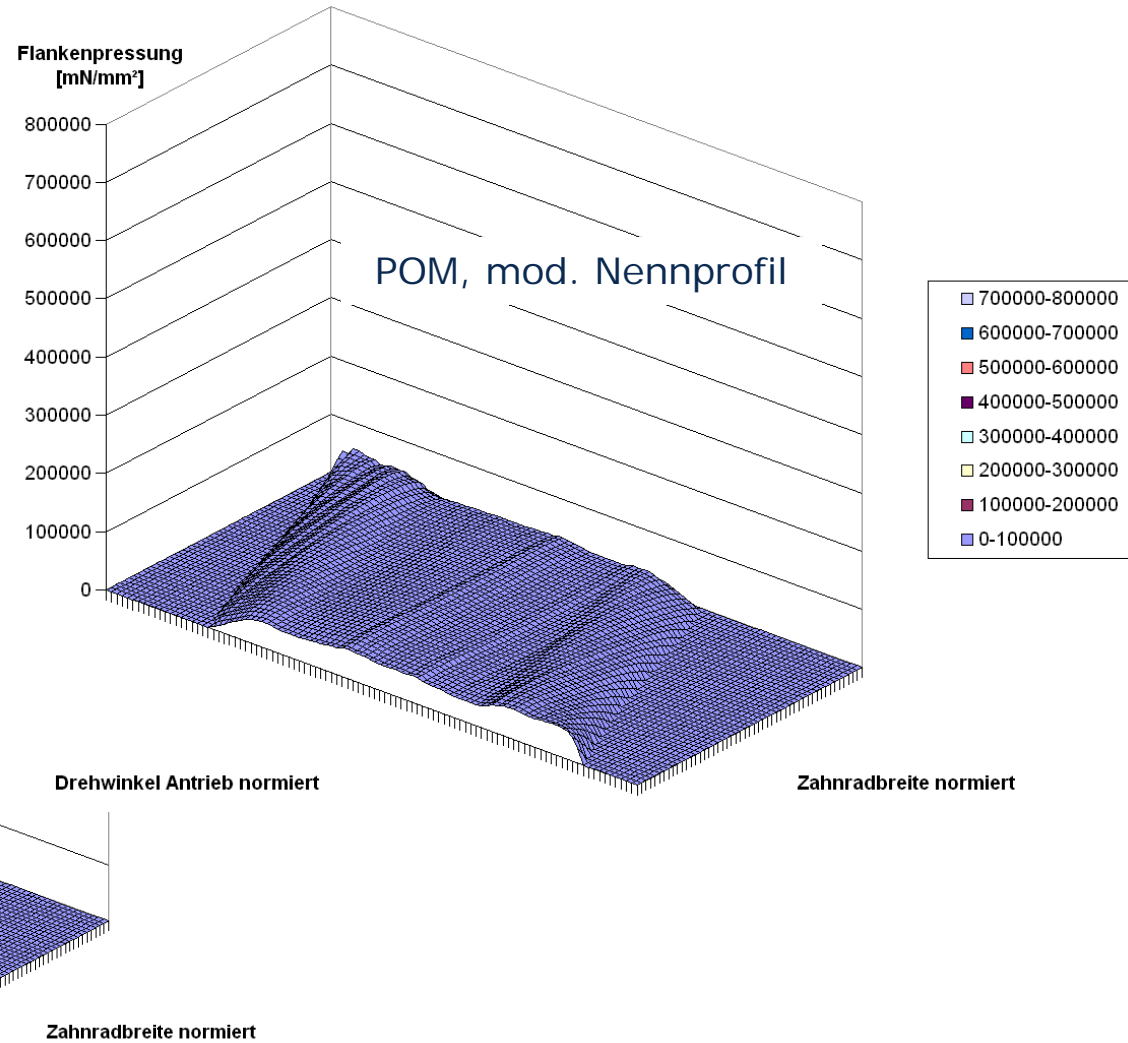 Flankenpressung
[mN/mm²]
800000
700000
600000
500000
400000
300000
200000
100000
0
POM, mod. Nennprofil
700000-800000
600000-700000
500000-600000
400000-500000
300000-400000
200000-300000
100000-200000
0-100000
Drehwinkel Antrieb normiert
Zahnradbreite normiert
Zahnradbreite normiert